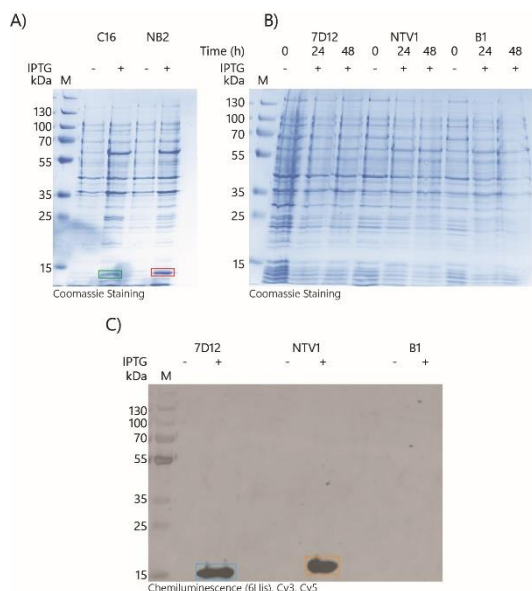 A)
C16 NB2
IPTG - + - +
kDa M
130
100
70
55
35
25
15
Coomassie Staining
B)
7D12 NTV1 B1
Time (h) 0 24 48 0 24 48 0 24 48
IPTG + + + + + +
kDa M
130
100
70
55
35
25
15
Coomassie Staining
C)
7D12 NTV1 B1
IPTG - + - + - +
kDa M
130
100
70
55
35
25
15
Chemiluminescence (6His), Cy3, Cy5